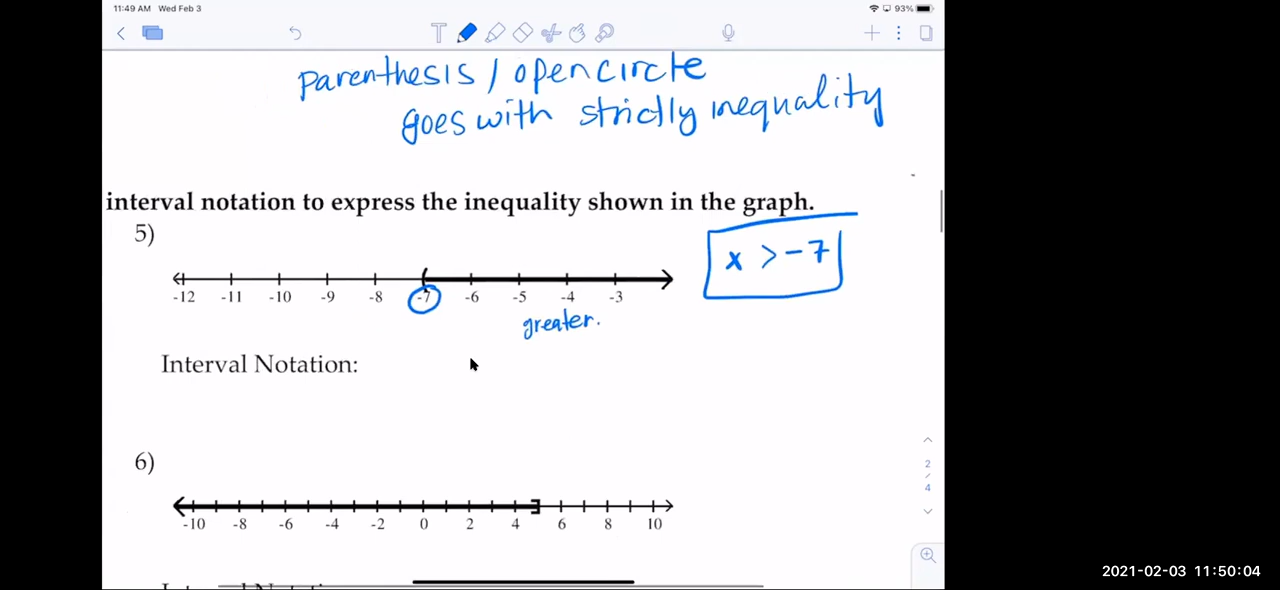 11:49 AM Wed Feb 3
93%
parenthesis / open circle
goes with strictly inequality
interval notation to express the inequality shown in the graph.
5)
x > -7
-12 -11 -10 -9 -8 -7 -6 -5 -4 -3
greater.
Interval Notation:
6)
-10 -8 -6 -4 -2 0 2 4 6 8 10
2
/
4
2021-02-03 11:50:04